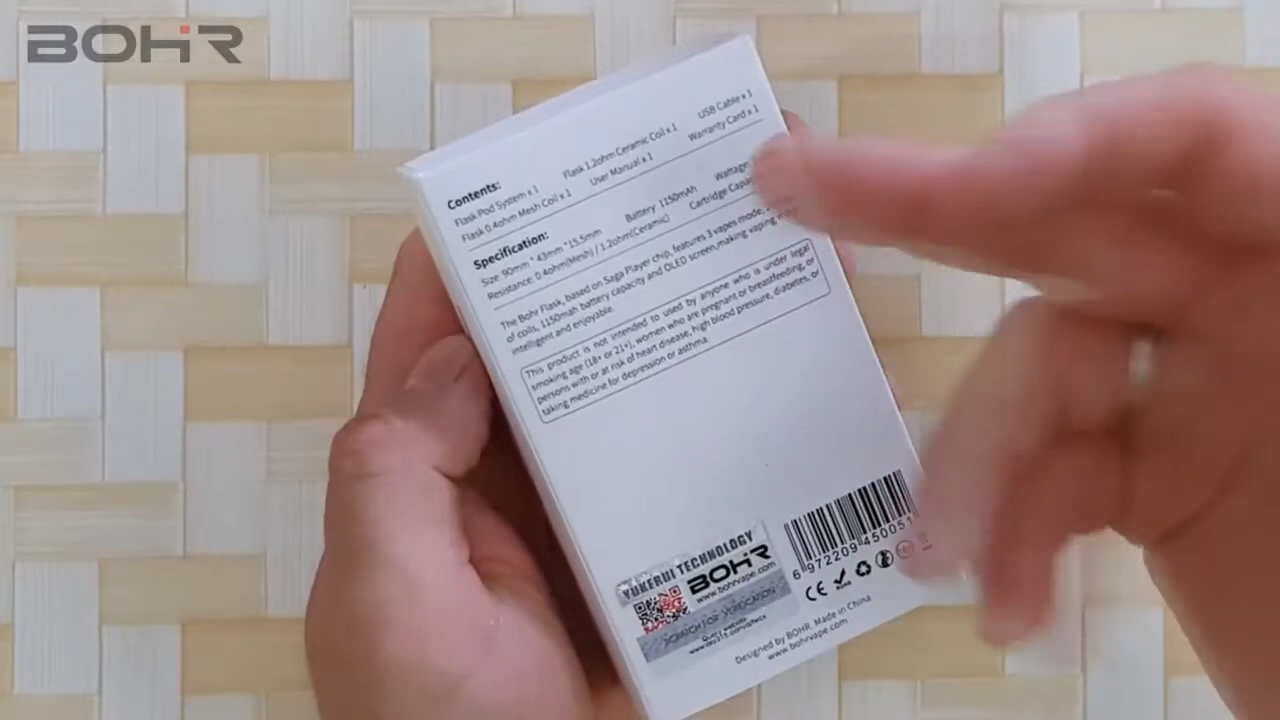 BOHR
Contents:
Flask Pod System x 1 Flask 1.2ohm Ceramic Coil x 1 USB Cable x 1
Flask 0.4ohm Mesh Coil x 1 User Manual x 1 Warranty Card x 1
Specification:
Size: 90mm * 43mm *15.5mm Battery 1150mAh Wattage:
Resistance: 0.4ohm(Mesh) / 1.2ohm(Ceramic) Cartridge
The Bohr Flask, based on Saga Player chip, features 3 vapes mode,
of coils, 1150mah battery capacity and OLED screen,making vaping
intelligent and enjoyable.
This product is not intended to be used by anyone who is under legal
smoking age (18+ or 21+), women who are pregnant or breastfeeding, or
persons with or at risk of heart disease, high blood pressure, diabetes, or
taking medicine for depression or asthma.
YUKERUI TECHNOLOGY
BOHR
www.bohrvape.com
SCRATCH FOR VERIFICATION
6 972209 450051
CE
Designed by BOHR. Made in China
www.bohrvape.com